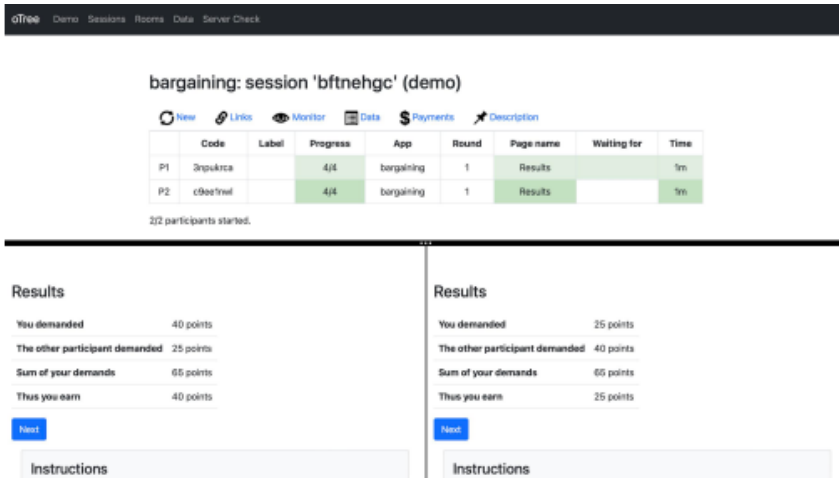 oTree Demo Sessions Rooms Data Server Check
bargaining: session 'bftnehgc' (demo)
New Links Monitor Data Payments Description
Code Label Progress App Round Page name Waiting for Time
P1 3npukrca 4/4 bargaining 1 Results 1m
P2 c9ee1nwl 4/4 bargaining 1 Results 1m
2/2 participants started.
Results
You demanded 40 points
The other participant demanded 25 points
Sum of your demands 65 points
Thus you earn 40 points
Next
Instructions
Results
You demanded 25 points
The other participant demanded 40 points
Sum of your demands 65 points
Thus you earn 25 points
Next
Instructions